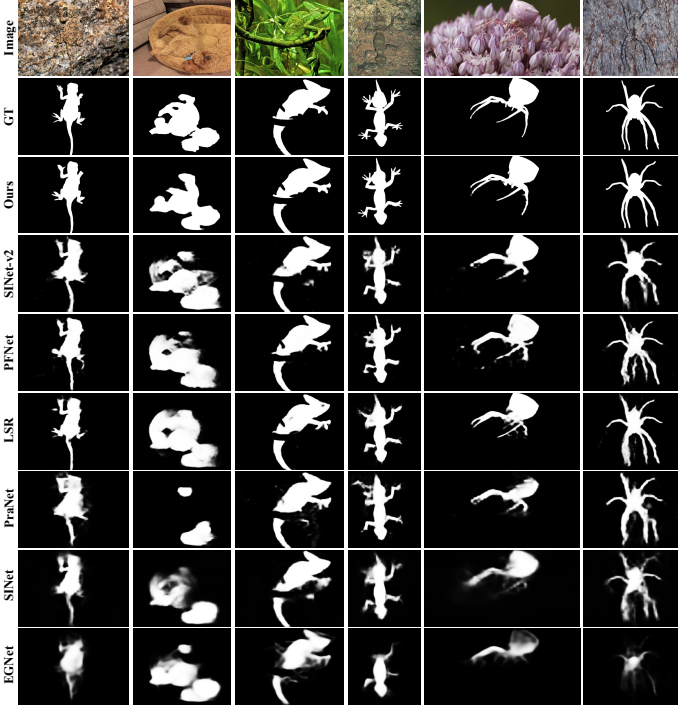 Image
GT
Ours
SINet-v2
PFNet
LSR
PraNet
SINet
EGNet